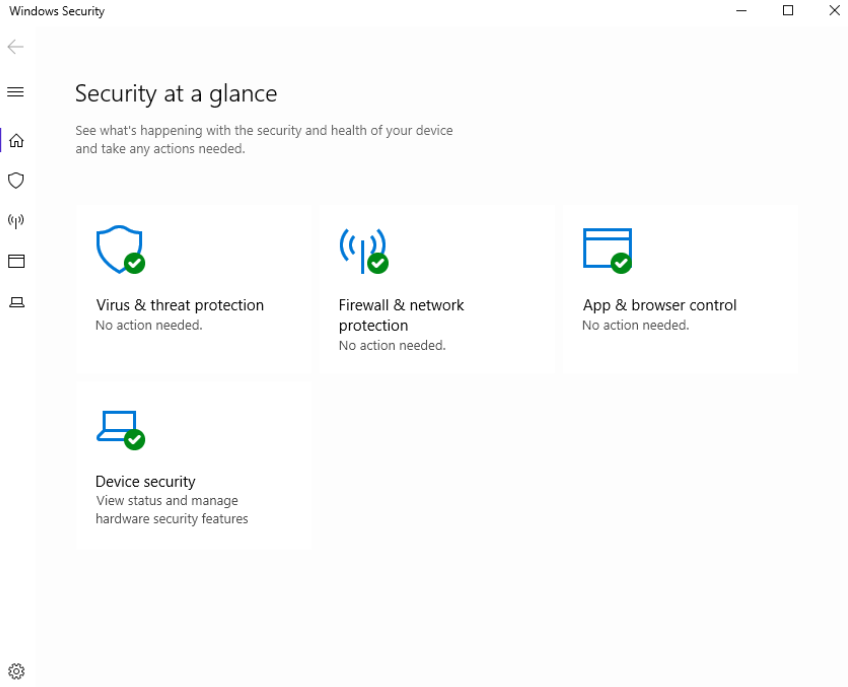 Windows Security
Security at a glance
See what's happening with the security and health of your device
and take any actions needed.
Virus & threat protection
No action needed.
Firewall & network
protection
No action needed.
App & browser control
No action needed.
Device security
View status and manage
hardware security features